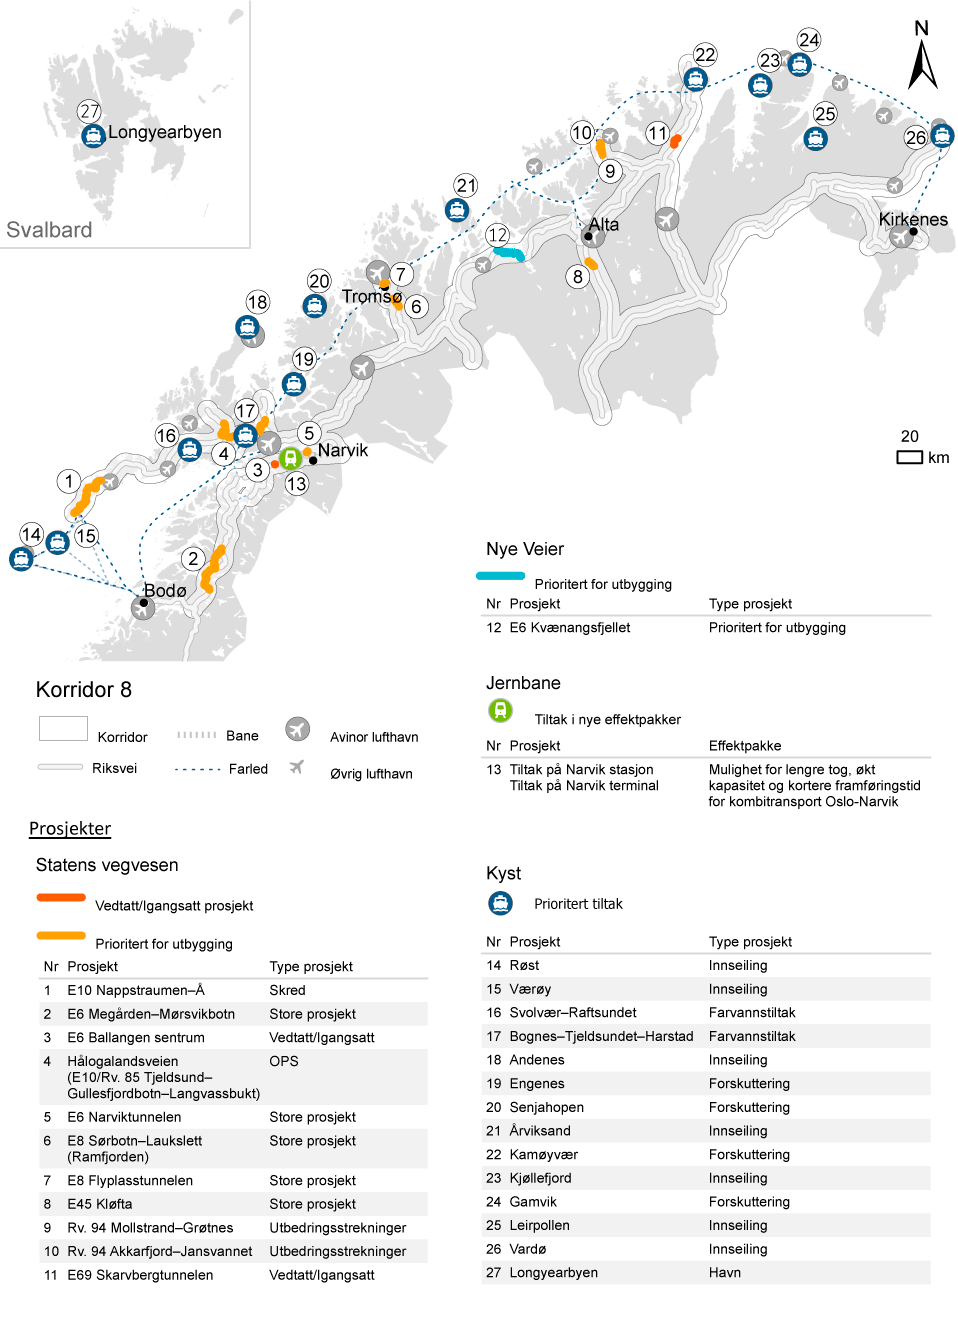 N
27
Longyearbyen
Svalbard
24
22
23
25
10
11
26
9
21
Kirkenes
12
Alta
8
7
20
Tromsø
6
18
19
17
5
16
4
Narvik
3
13
1
14
15
2
Bodø
20
km
Korridor 8
Korridor
Bane
Avinor lufthavn
Riksvei
Farled
Øvrig lufthavn
Prosjekter
Statens vegvesen
Vedtatt/Igangsatt prosjekt
Prioritert for utbygging
Nr Prosjekt Type prosjekt
1 E10 Nappstraumen–Å Skred
2 E6 Megården–Mørsvikbotn Store prosjekt
3 E6 Ballangen sentrum Vedtatt/Igangsatt
4 Hålogalandsveien OPS
(E10/Rv. 85 Tjeldsund–
Gullesfjordbotn–Langvassbukt)
5 E6 Narviktunnelen Store prosjekt
6 E8 Sørbotn–Laukslett Store prosjekt
(Ramfjorden)
7 E8 Flyplasstunnelen Store prosjekt
8 E45 Kløfta Store prosjekt
9 Rv. 94 Mollstrand–Grøtnes Utbedringsstrekninger
10 Rv. 94 Akkarfjord–Jansvannet Utbedringsstrekninger
11 E69 Skarvbergtunnelen Vedtatt/Igangsatt
Nye Veier
Prioritert for utbygging
Nr Prosjekt Type prosjekt
12 E6 Kvænangsfjellet Prioritert for utbygging
Jernbane
Tiltak i nye effektpakker
Nr Prosjekt Effektpakke
13 Tiltak på Narvik stasjon Mulighet for lengre tog, økt
Tiltak på Narvik terminal kapasitet og kortere framføringstid
for kombitransport Oslo-Narvik
Kyst
Prioritert tiltak
Nr Prosjekt Type prosjekt
14 Røst Innseiling
15 Værøy Innseiling
16 Svolvær–Raftsundet Farvannstiltak
17 Bognes–Tjeldsundet–Harstad Farvannstiltak
18 Andenes Innseiling
19 Engenes Forskuttering
20 Senjahopen Forskuttering
21 Årviksand Innseiling
22 Kamøyvær Forskuttering
23 Kjøllefjord Innseiling
24 Gamvik Forskuttering
25 Leirpollen Innseiling
26 Vardø Innseiling
27 Longyearbyen Havn